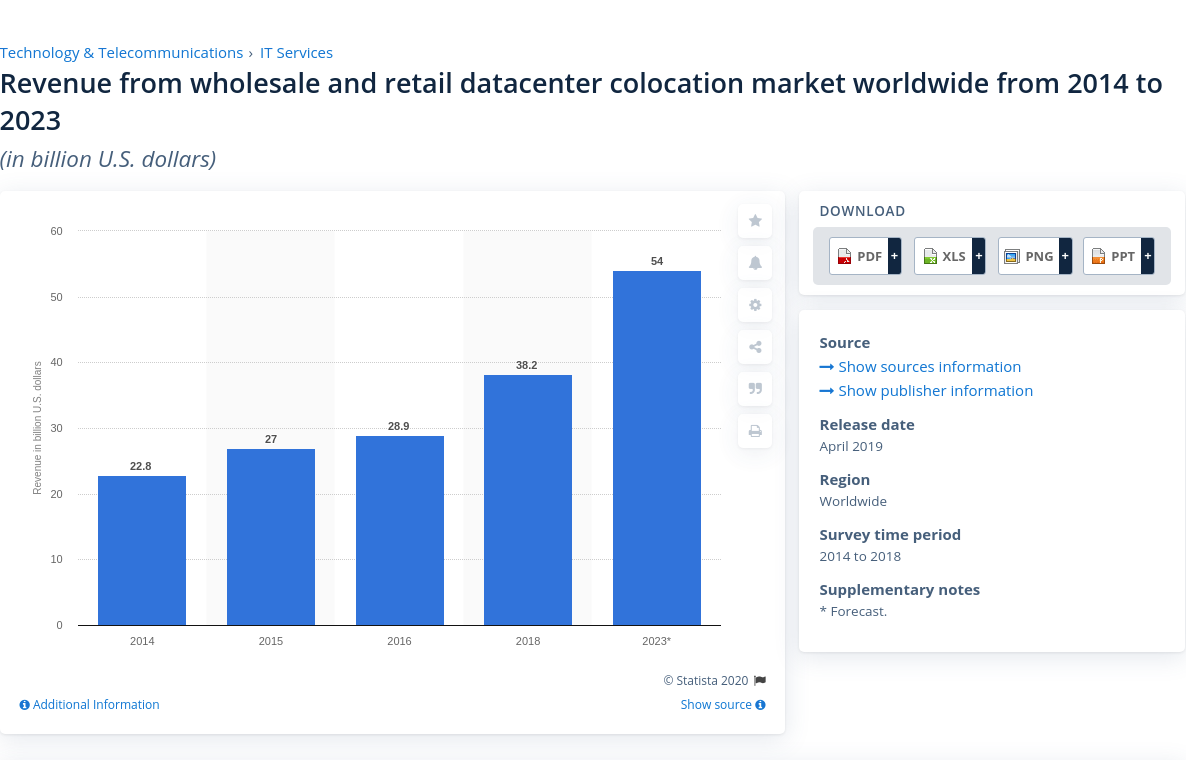 Technology & Telecommunications › IT Services
Revenue from wholesale and retail datacenter colocation market worldwide from 2014 to
2023
(in billion U.S. dollars)
Revenue in billion U.S. dollars
60
50
40
30
20
10
0
22.8
27
28.9
38.2
54
2014
2015
2016
2018
2023*
© Statista 2020
Additional Information
Show source
DOWNLOAD
PDF +
XLS +
PNG +
PPT +
Source
Show sources information
Show publisher information
Release date
April 2019
Region
Worldwide
Survey time period
2014 to 2018
Supplementary notes
* Forecast.